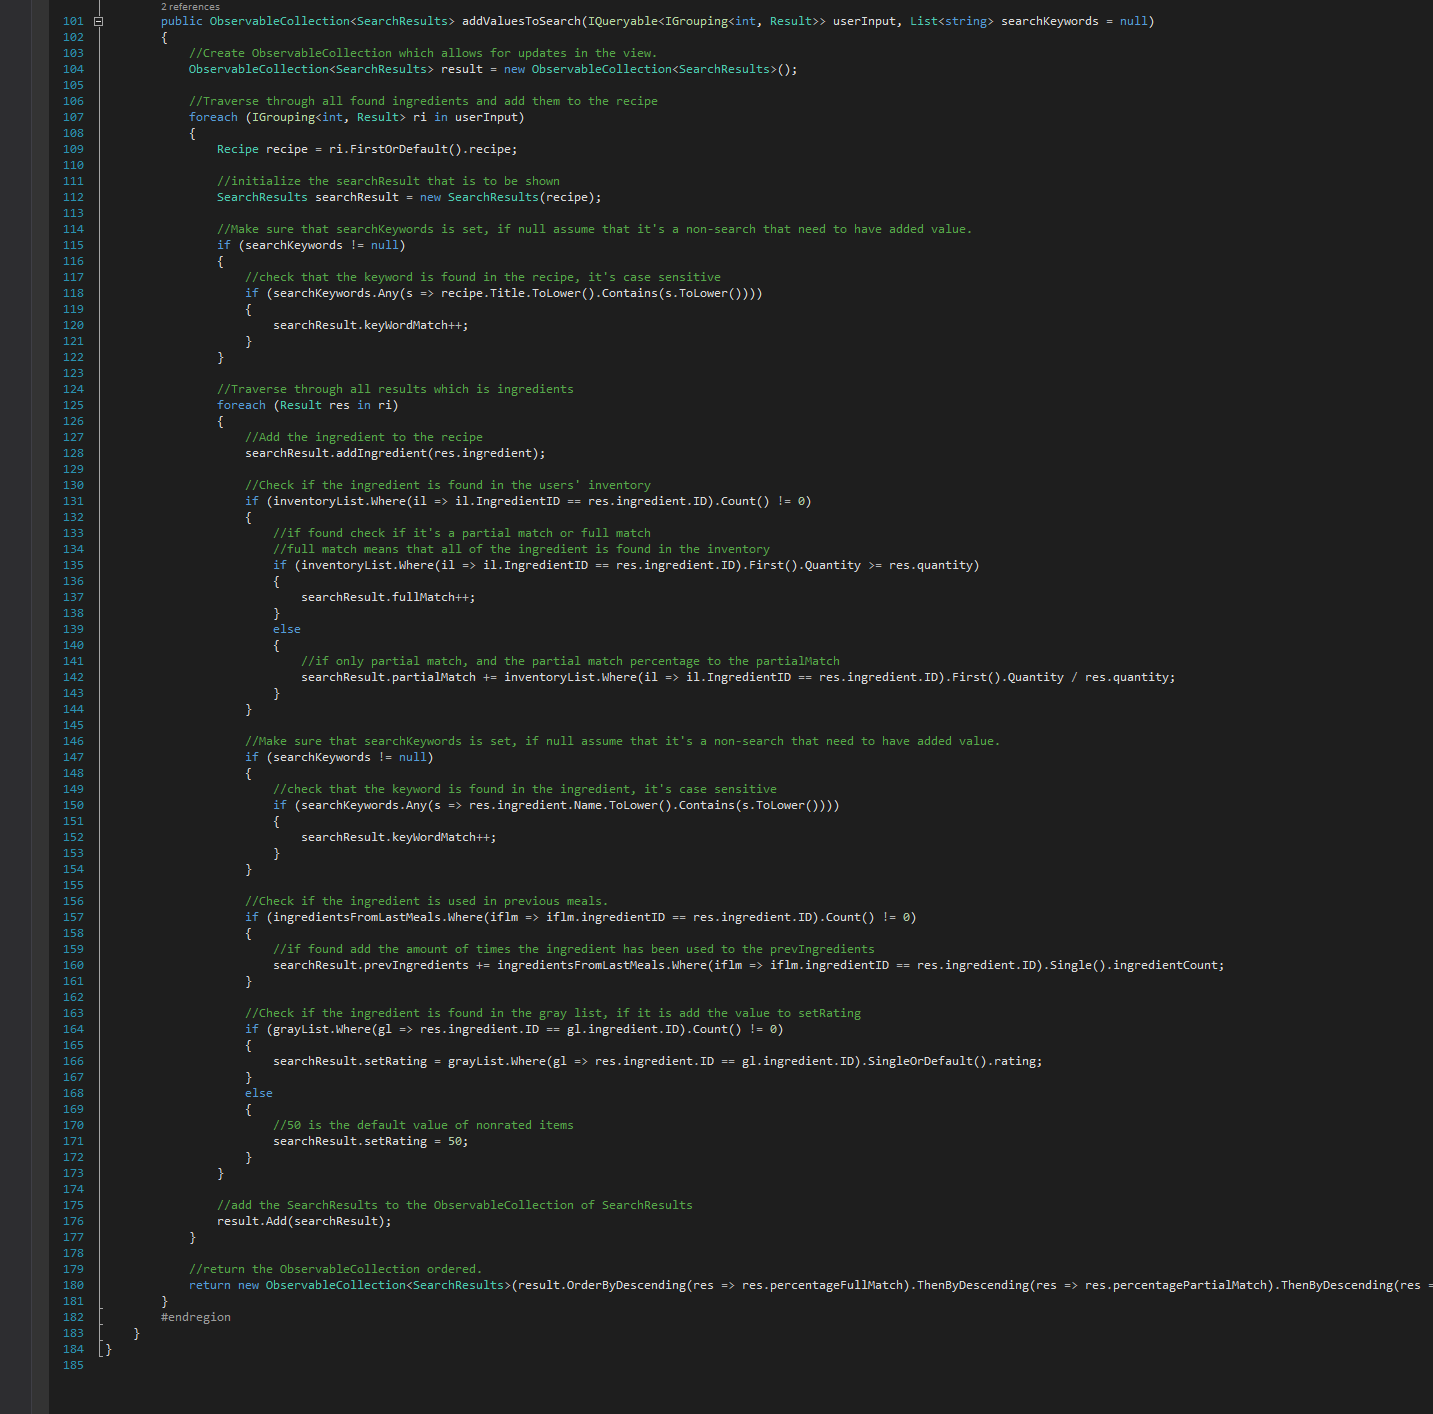 2 references
101 public ObservableCollection<SearchResults> addValuesToSearch(IQueryable<IGrouping<int, Result>> userInput, List<string> searchKeywords = null)
102 {
103 //Create ObservableCollection which allows for updates in the view.
104 ObservableCollection<SearchResults> result = new ObservableCollection<SearchResults>();
105
106 //Traverse through all found ingredients and add them to the recipe
107 foreach (IGrouping<int, Result> ri in userInput)
108 {
109 Recipe recipe = ri.FirstOrDefault().recipe;
110
111 //initialize the searchResult that is to be shown
112 SearchResults searchResult = new SearchResults(recipe);
113
114 //Make sure that searchKeywords is set, if null assume that it's a non-search that need to have added value.
115 if (searchKeywords != null)
116 {
117 //check that the keyword is found in the recipe, it's case sensitive
118 if (searchKeywords.Any(s => recipe.Title.ToLower().Contains(s.ToLower())))
119 {
120 searchResult.keyWordMatch++;
121 }
122 }
123
124 //Traverse through all results which is ingredients
125 foreach (Result res in ri)
126 {
127 //Add the ingredient to the recipe
128 searchResult.addIngredient(res.ingredient);
129
130 //Check if the ingredient is found in the users' inventory
131 if (inventoryList.Where(il => il.IngredientID == res.ingredient.ID).Count() != 0)
132 {
133 //if found check if it's a partial match or full match
134 //full match means that all of the ingredient is found in the inventory
135 if (inventoryList.Where(il => il.IngredientID == res.ingredient.ID).First().Quantity >= res.quantity)
136 {
137 searchResult.fullMatch++;
138 }
139 else
140 {
141 //if only partial match, and the partial match percentage to the partialMatch
142 searchResult.partialMatch += inventoryList.Where(il => il.IngredientID == res.ingredient.ID).First().Quantity / res.quantity;
143 }
144 }
145
146 //Make sure that searchKeywords is set, if null assume that it's a non-search that need to have added value.
147 if (searchKeywords != null)
148 {
149 //check that the keyword is found in the ingredient, it's case sensitive
150 if (searchKeywords.Any(s => res.ingredient.Name.ToLower().Contains(s.ToLower())))
151 {
152 searchResult.keyWordMatch++;
153 }
154 }
155
156 //Check if the ingredient is used in previous meals.
157 if (ingredientsFromLastMeals.Where(iflm => iflm.ingredientID == res.ingredient.ID).Count() != 0)
158 {
159 //if found add the amount of times the ingredient has been used to the prevIngredients
160 searchResult.prevIngredients += ingredientsFromLastMeals.Where(iflm => iflm.ingredientID == res.ingredient.ID).Single().ingredientCount;
161 }
162
163 //Check if the ingredient is found in the gray list, if it is add the value to setRating
164 if (grayList.Where(gl => res.ingredient.ID == gl.ingredient.ID).Count() != 0)
165 {
166 searchResult.setRating = grayList.Where(gl => res.ingredient.ID == gl.ingredient.ID).SingleOrDefault().rating;
167 }
168 else
169 {
170 //50 is the default value of nonrated items
171 searchResult.setRating = 50;
172 }
173 }
174
175 //add the SearchResults to the ObservableCollection of SearchResults
176 result.Add(searchResult);
177 }
178
179 //return the ObservableCollection ordered.
180 return new ObservableCollection<SearchResults>(result.OrderByDescending(res => res.percentageFullMatch).ThenByDescending(res => res.percentagePartialMatch).ThenByDescending(res =
181 }
182 #endregion
183 }
184 }
185